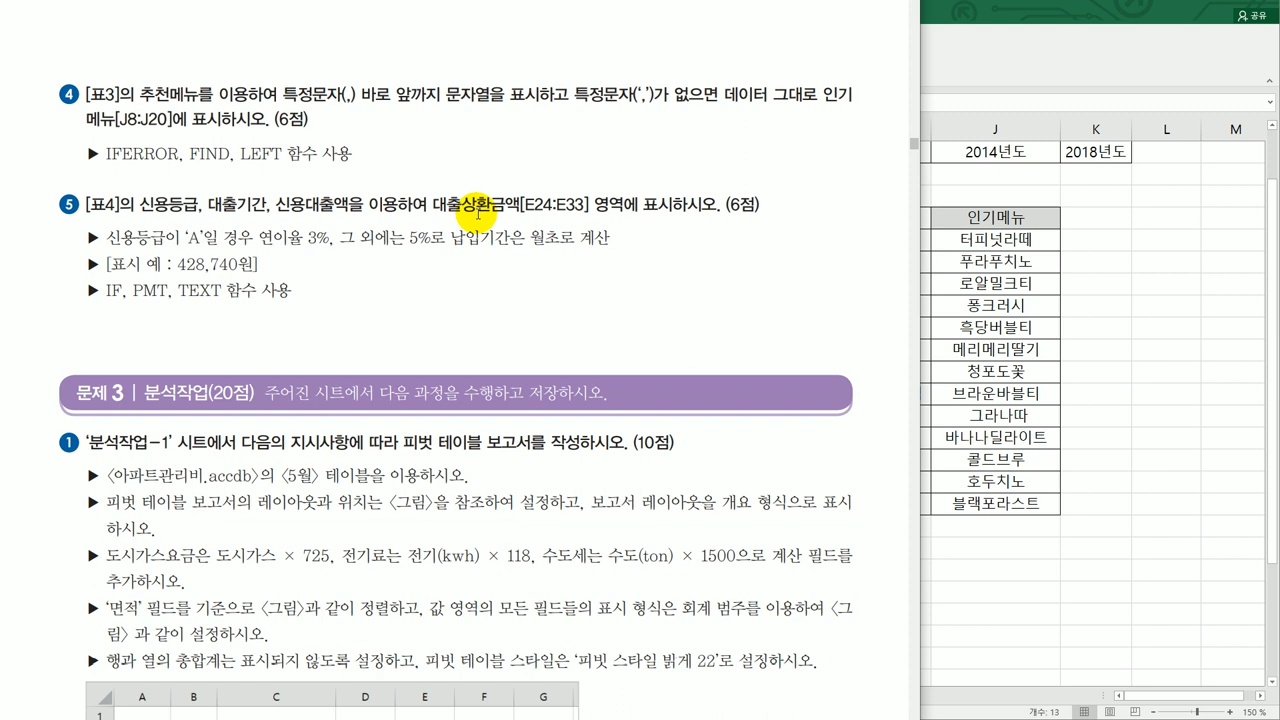 공유
4 [표3]의 추천메뉴를 이용하여 특정문자(,) 바로 앞까지 문자열을 표시하고 특정문자(‘,’)가 없으면 데이터 그대로 인기
메뉴[J8:J20]에 표시하시오. (6점)
▶ IFERROR, FIND, LEFT 함수 사용
5 [표4]의 신용등급, 대출기간, 신용대출액을 이용하여 대출상환금액[E24:E33] 영역에 표시하시오. (6점)
▶ 신용등급이 ‘A’일 경우 연이율 3%, 그 외에는 5%로 납입기간은 월초로 계산
▶ [표시 예 : 428,740원]
▶ IF, PMT, TEXT 함수 사용
문제 3 | 분석작업(20점) 주어진 시트에서 다음 과정을 수행하고 저장하시오.
1 ‘분석작업-1’ 시트에서 다음의 지시사항에 따라 피벗 테이블 보고서를 작성하시오. (10점)
▶ 〈아파트관리비.accdb〉의 〈5월〉 테이블을 이용하시오.
▶ 피벗 테이블 보고서의 레이아웃과 위치는 〈그림〉을 참조하여 설정하고, 보고서 레이아웃을 개요 형식으로 표시
하시오.
▶ 도시가스요금은 도시가스 × 725, 전기료는 전기(kwh) × 118, 수도세는 수도(ton) × 1500으로 계산 필드를
추가하시오.
▶ ‘면적’ 필드를 기준으로 〈그림〉과 같이 정렬하고, 값 영역의 모든 필드들의 표시 형식은 회계 범주를 이용하여 〈그
림〉 과 같이 설정하시오.
▶ 행과 열의 총합계는 표시되지 않도록 설정하고, 피벗 테이블 스타일은 ‘피벗 스타일 밝게 22’로 설정하시오.
A B C D E F G
1
J K L M
2014년도 2018년도
인기메뉴
터피넛라떼
푸라푸치노
로얄밀크티
퐁크러시
흑당버블티
메리메리딸기
청포도꽃
브라운바블티
그라나따
바나나딜라이트
콜드브루
호두치노
블랙포라스트
개수: 13 150 %